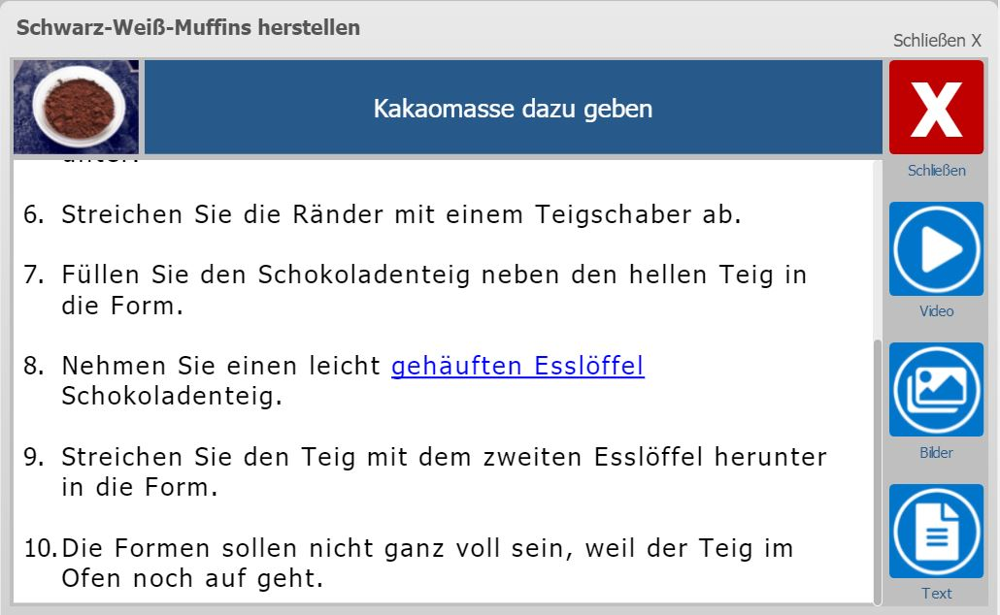 Schwarz-Weiß-Muffins herstellen
Schließen X
Kakaomasse dazu geben
unter.
6. Streichen Sie die Ränder mit einem Teigschaber ab.
7. Füllen Sie den Schokoladenteig neben den hellen Teig in
die Form.
8. Nehmen Sie einen leicht gehäuften Esslöffel
Schokoladenteig.
9. Streichen Sie den Teig mit dem zweiten Esslöffel herunter
in die Form.
10. Die Formen sollen nicht ganz voll sein, weil der Teig im
Ofen noch auf geht.
X
Schließen
Video
Bilder
Text